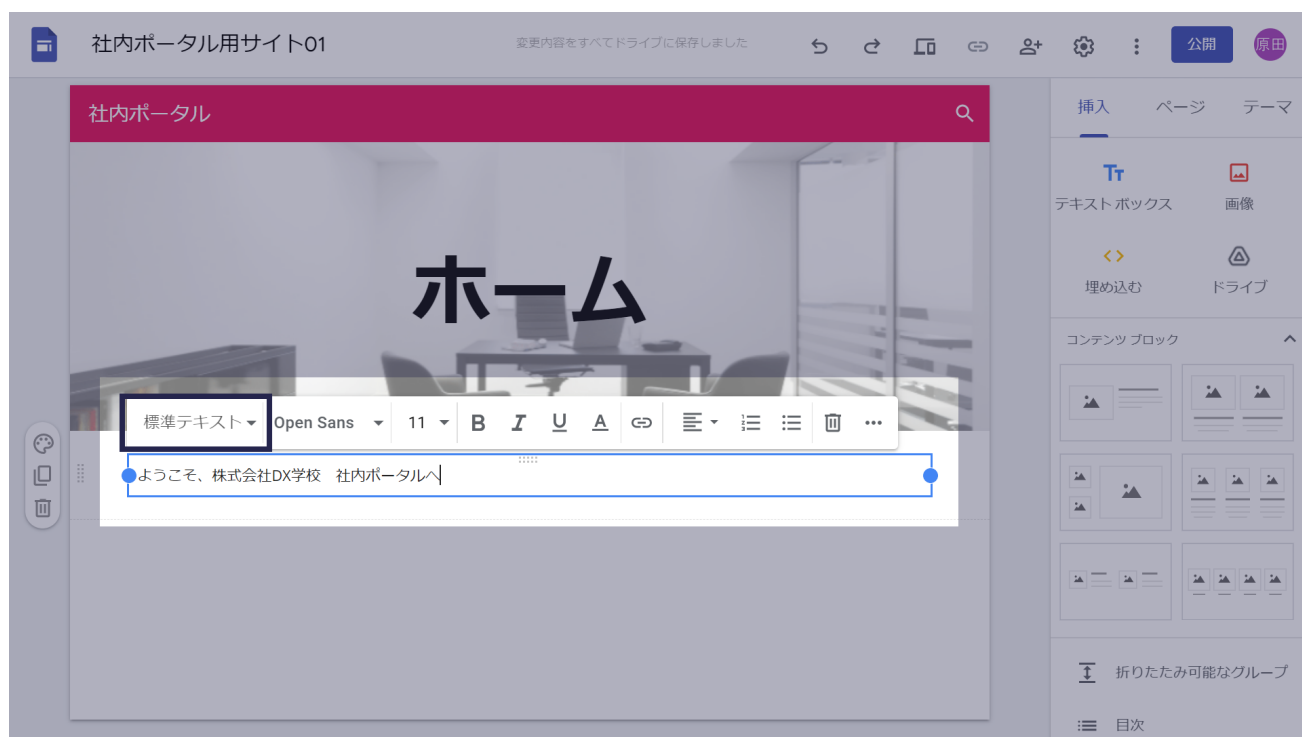 社内ポータル用サイト01
変更内容をすべてドライブに保存しました
公開
原田
社内ポータル
挿入 ページ テーマ
テキスト ボックス 画像
埋め込む ドライブ
ホーム
コンテンツ ブロック
標準テキスト Open Sans 11 B I U A
ようこそ、株式会社DX学校　社内ポータルへ
折りたたみ可能なグループ
目次